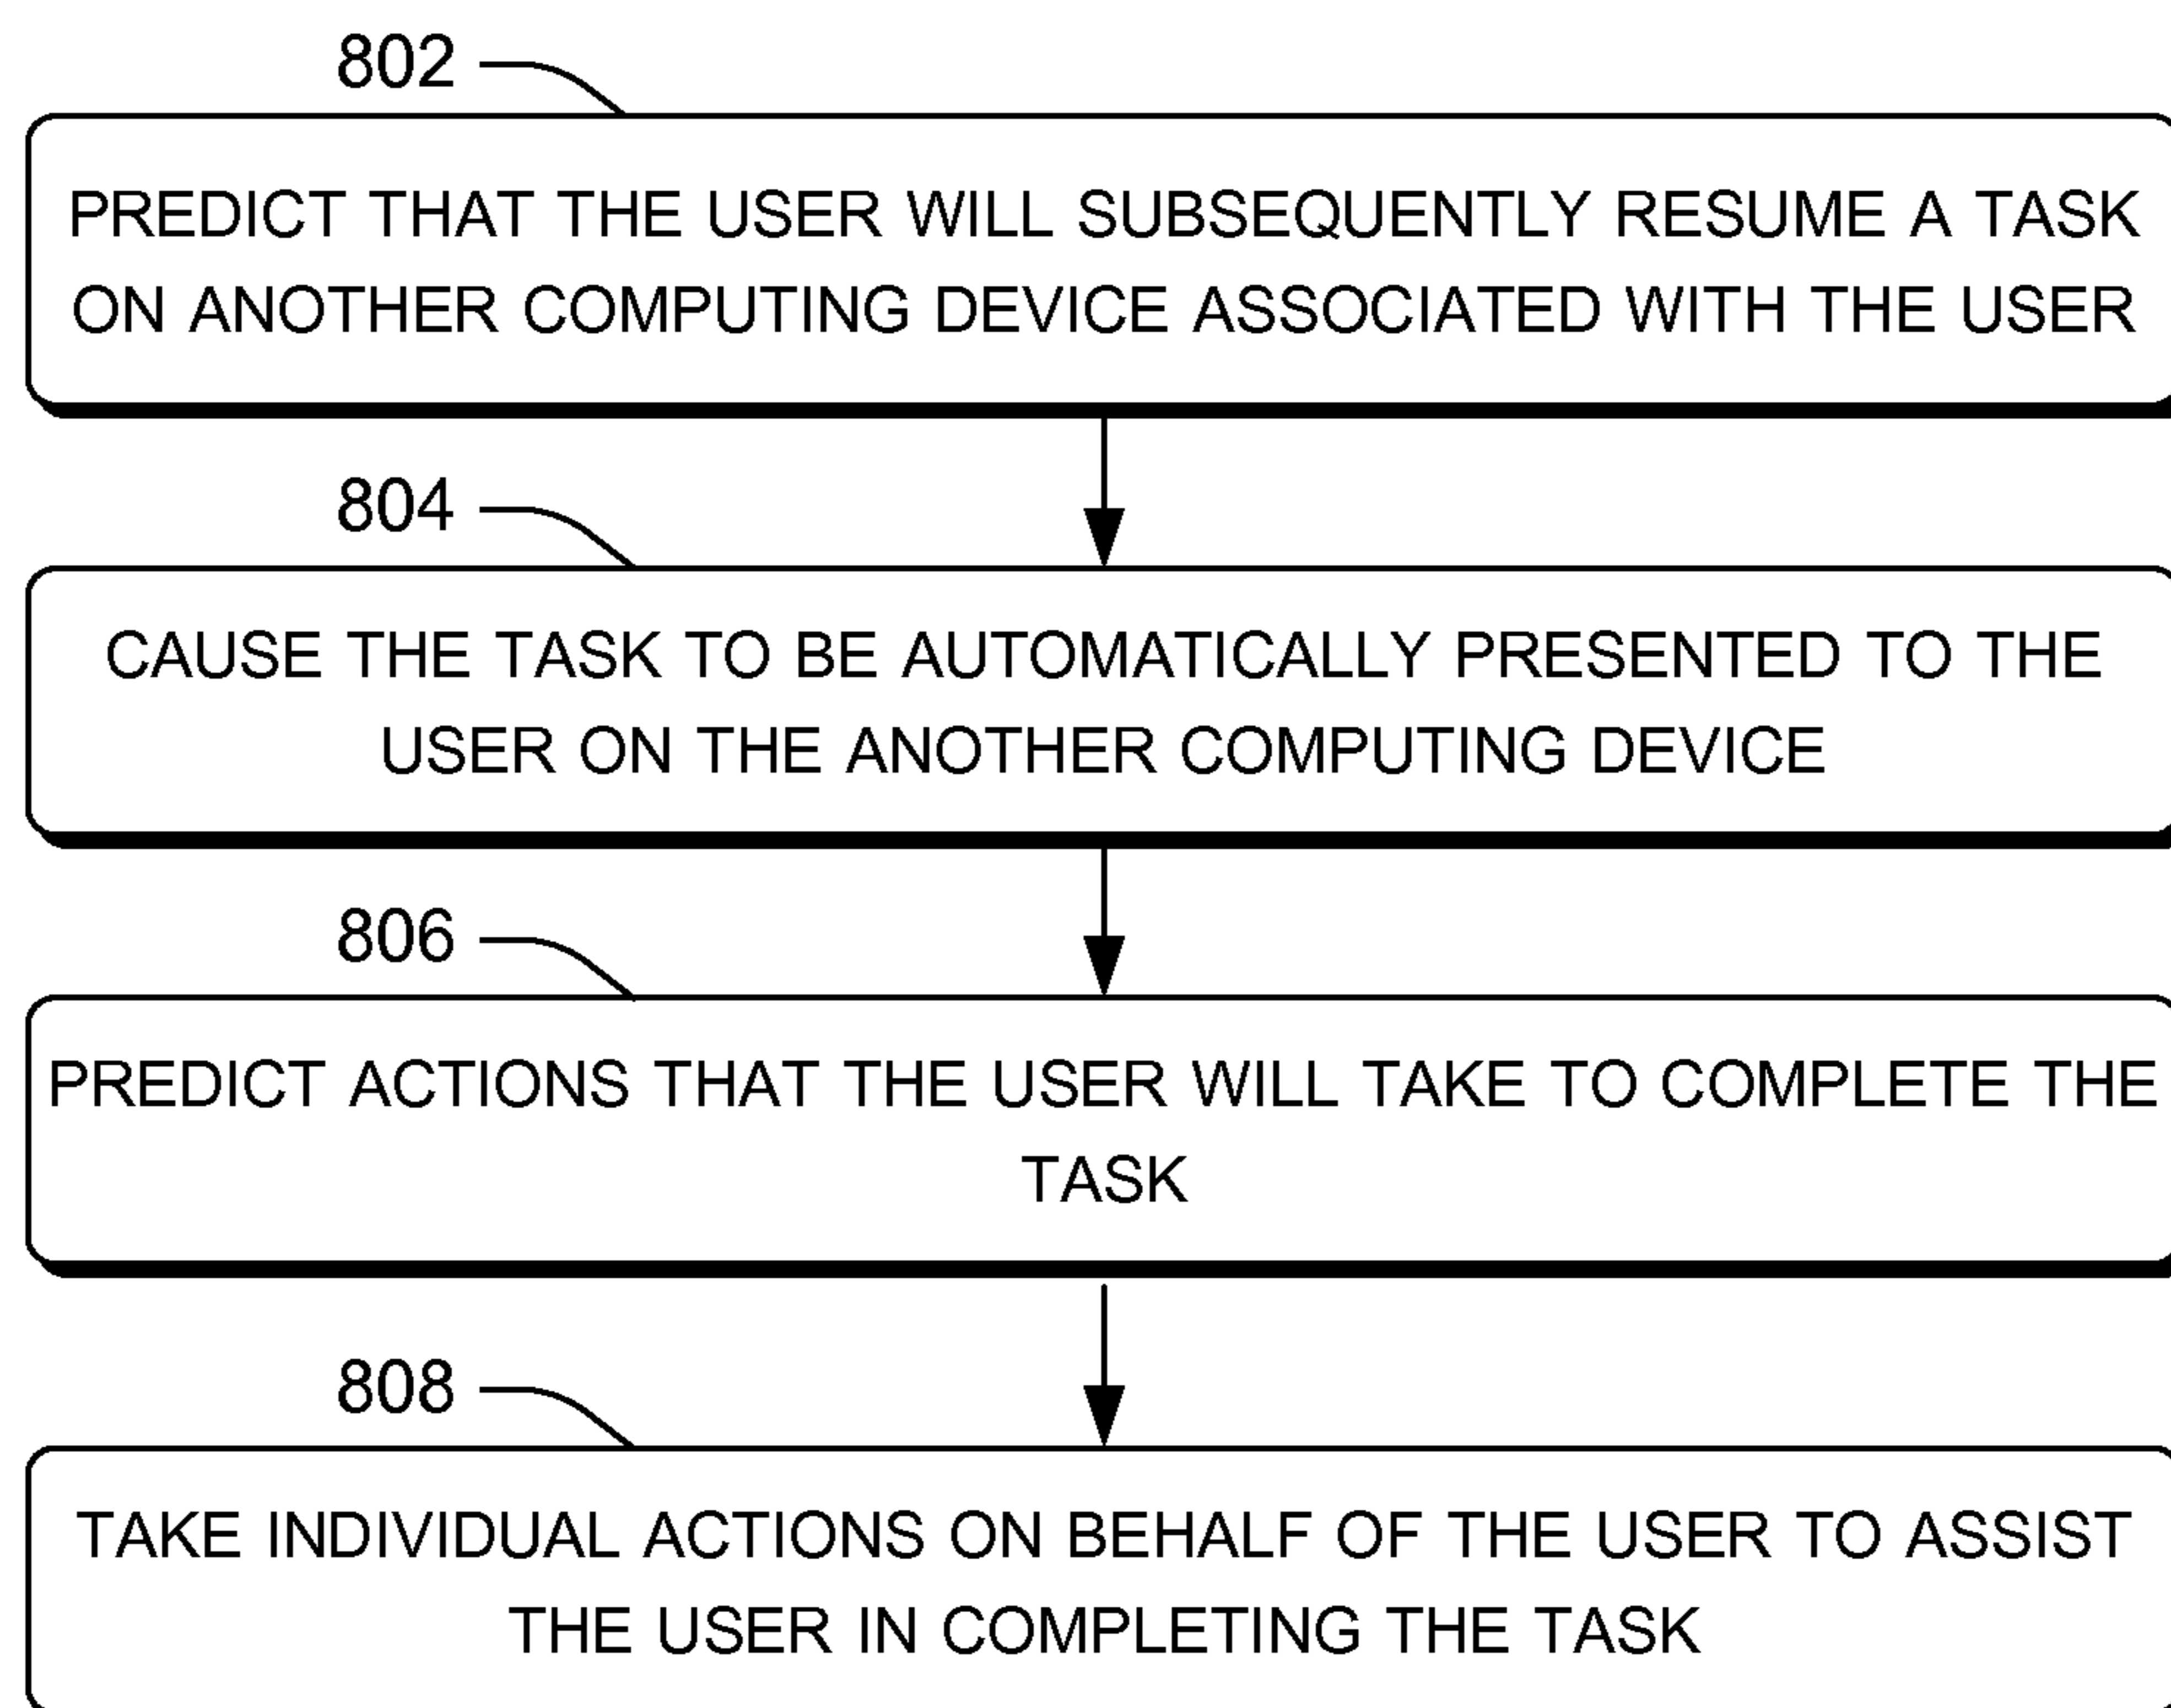 802
PREDICT THAT THE USER WILL SUBSEQUENTLY RESUME A TASK
ON ANOTHER COMPUTING DEVICE ASSOCIATED WITH THE USER
804
CAUSE THE TASK TO BE AUTOMATICALLY PRESENTED TO THE
USER ON THE ANOTHER COMPUTING DEVICE
806
PREDICT ACTIONS THAT THE USER WILL TAKE TO COMPLETE THE
TASK
808
TAKE INDIVIDUAL ACTIONS ON BEHALF OF THE USER TO ASSIST
THE USER IN COMPLETING THE TASK